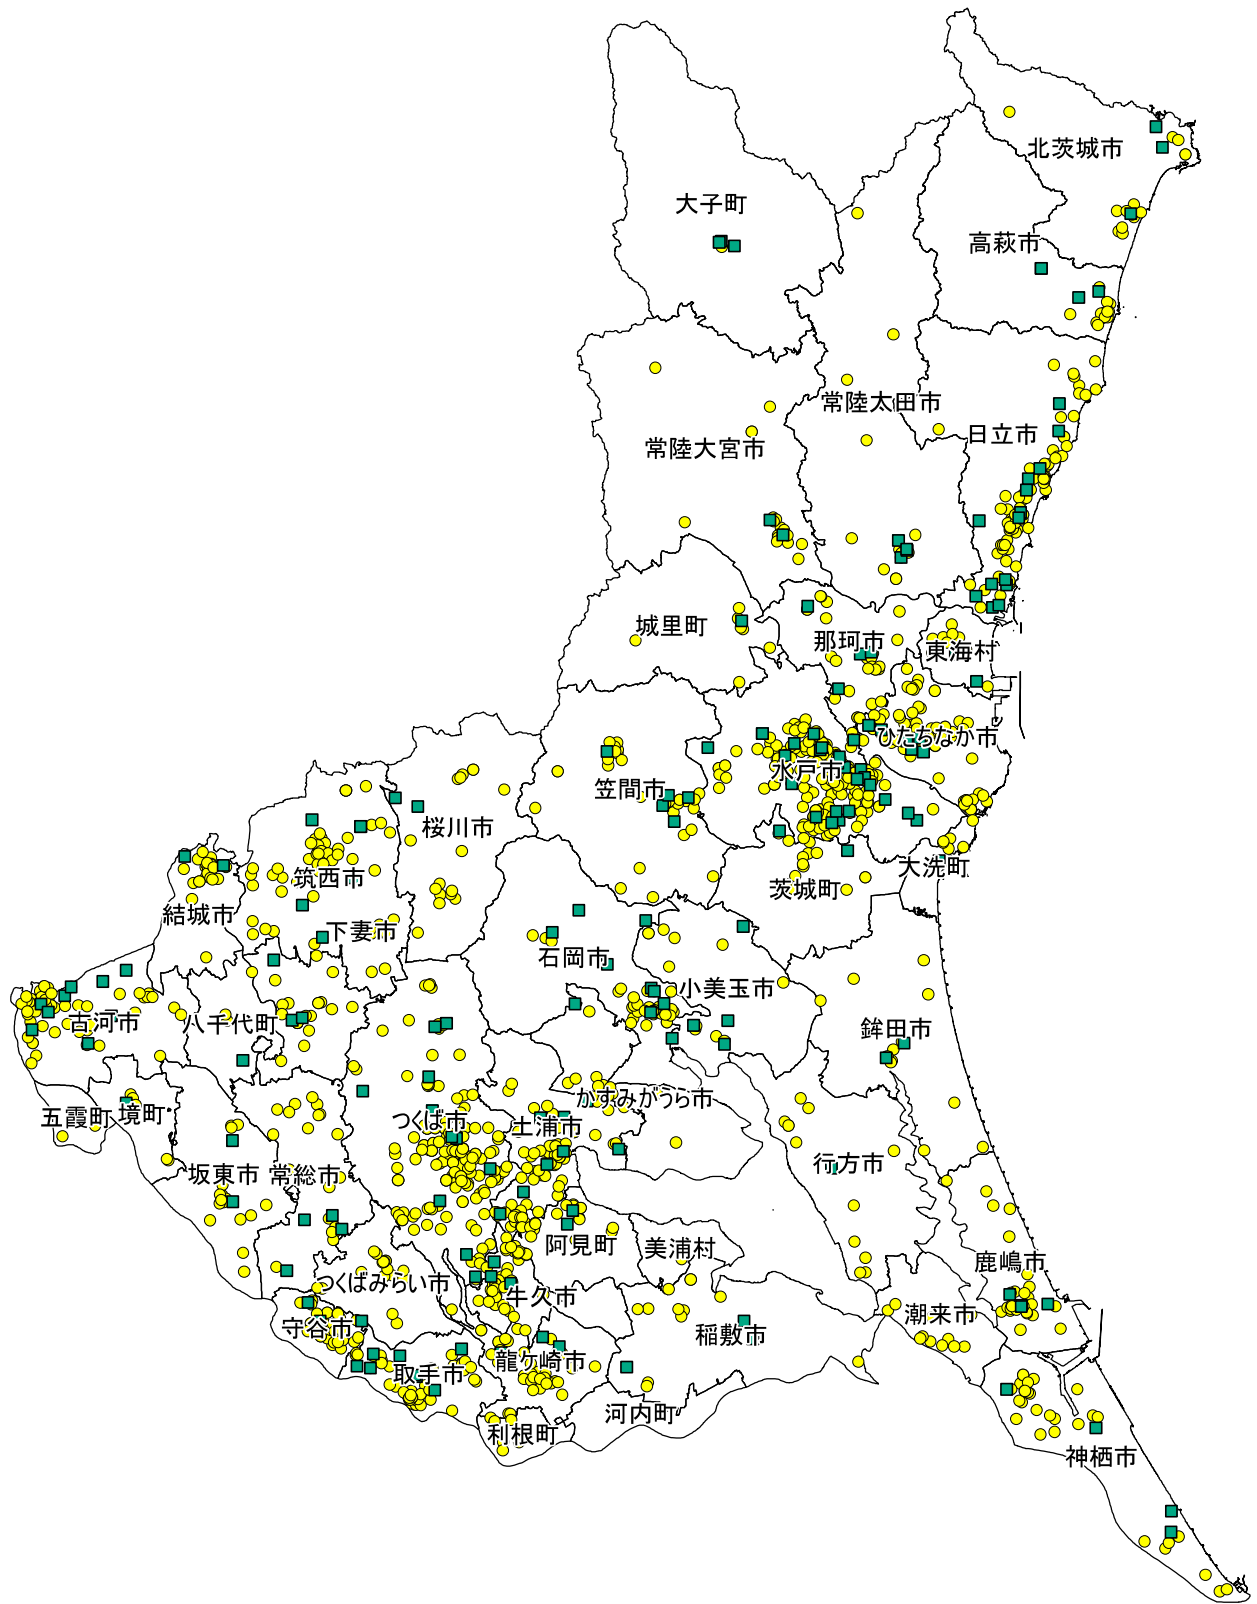 北茨城市
大子町
高萩市
常陸太田市
日立市
常陸大宮市
城里町
那珂市
東海村
ひたちなか市
水戸市
笠間市
桜川市
大洗町
筑西市
茨城町
結城市
下妻市
石岡市
小美玉市
古河市
八千代町
鉾田市
かすみがうら市
五霞町
境町
つくば市
土浦市
行方市
坂東市
常総市
阿見町
美浦村
鹿嶋市
つくばみらい市
牛久市
潮来市
守谷市
稲敷市
龍ケ崎市
取手市
河内町
利根町
神栖市